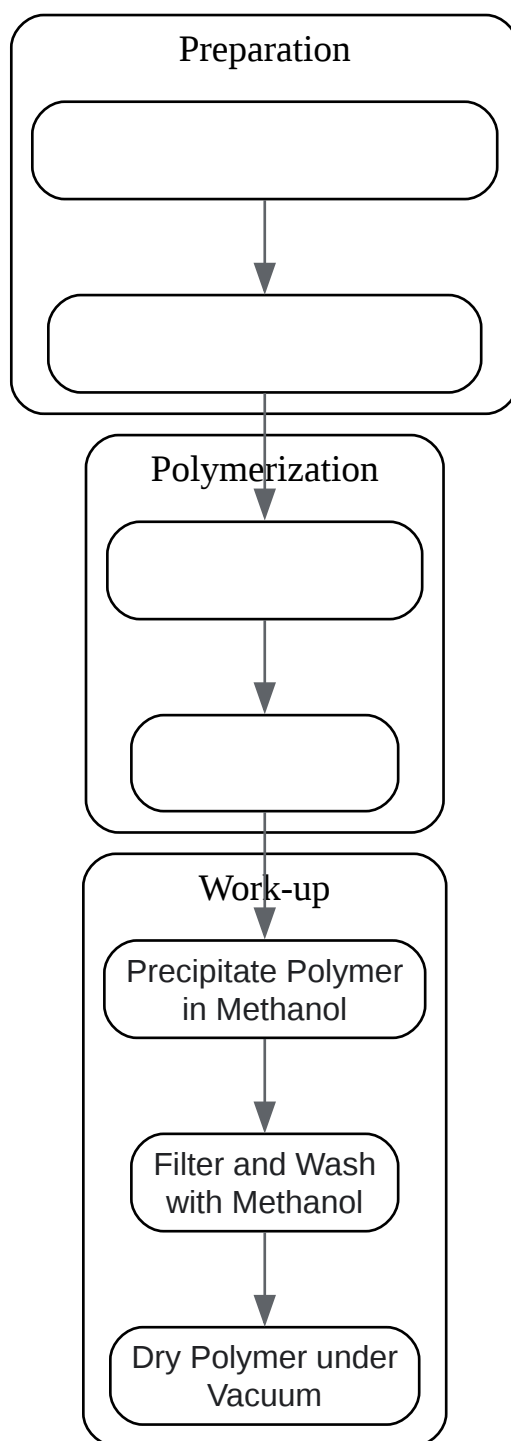 Preparation
Polymerization
Work-up
Precipitate Polymer
in Methanol
Filter and Wash
with Methanol
Dry Polymer under
Vacuum